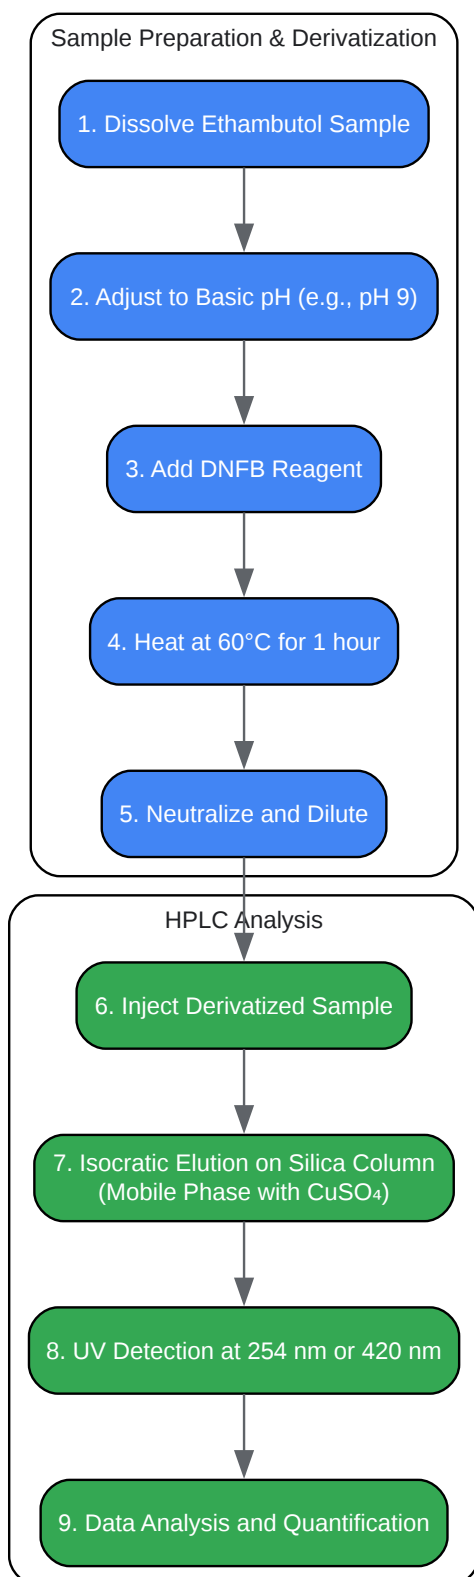 Sample Preparation & Derivatization
1. Dissolve Ethambutol Sample
2. Adjust to Basic pH (e.g., pH 9)
3. Add DNFB Reagent
4. Heat at 60°C for 1 hour
5. Neutralize and Dilute
HPLC Analysis
6. Inject Derivatized Sample
7. Isocratic Elution on Silica Column
(Mobile Phase with CuSO₄)
8. UV Detection at 254 nm or 420 nm
9. Data Analysis and Quantification